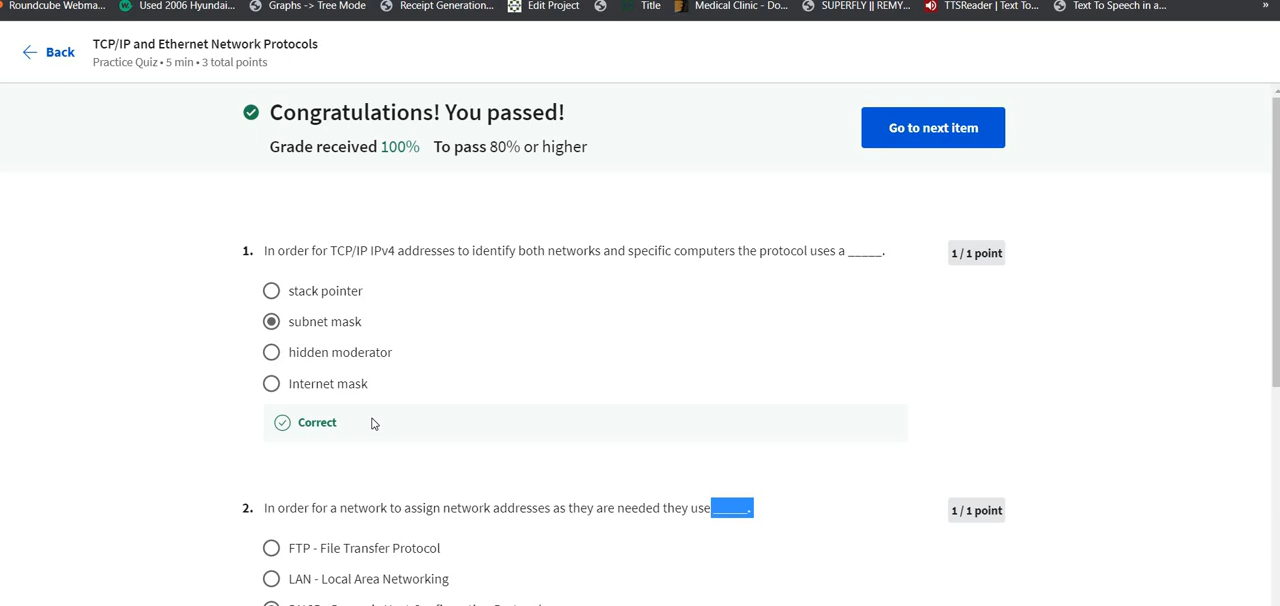 Roundcube Webma... Used 2006 Hyundai... Graphs -> Tree Mode Receipt Generation... Edit Project Title Medical Clinic - Do... SUPERFLY || REMY... TTSReader | Text To... Text To Speech in a... »
Back
TCP/IP and Ethernet Network Protocols
Practice Quiz • 5 min • 3 total points
Congratulations! You passed!
Grade received 100% To pass 80% or higher
Go to next item
1. In order for TCP/IP IPv4 addresses to identify both networks and specific computers the protocol uses a _____.
1 / 1 point
stack pointer
subnet mask
hidden moderator
Internet mask
Correct
2. In order for a network to assign network addresses as they are needed they use _____.
1 / 1 point
FTP - File Transfer Protocol
LAN - Local Area Networking